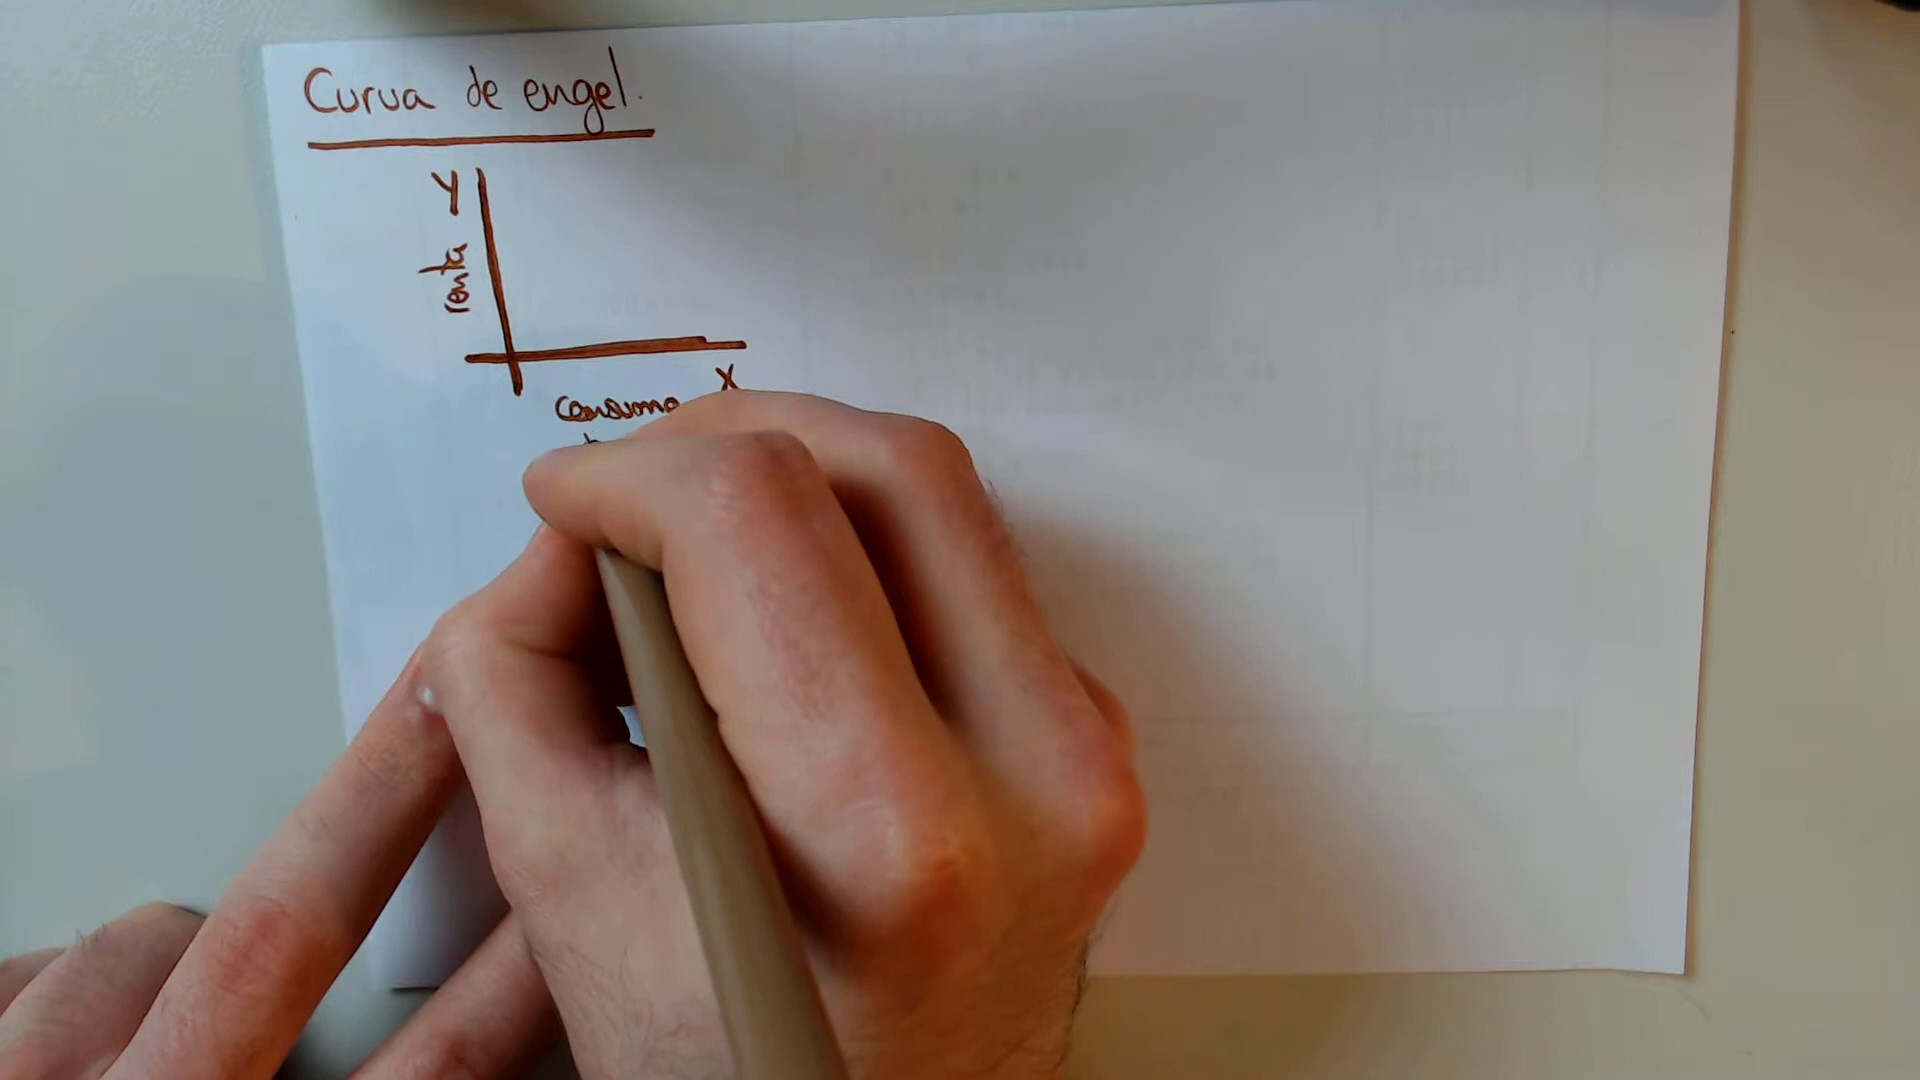 Curva de engel.
Y
renta
X
consumo